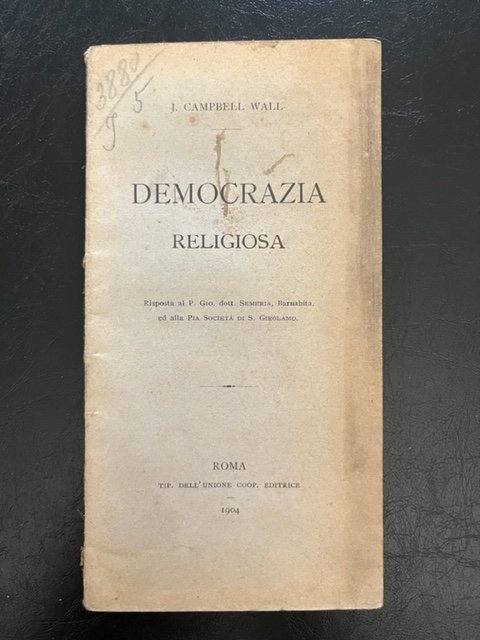 3880
5
J. CAMPBELL WALL
DEMOCRAZIA
RELIGIOSA
Risposta al P. GIO. dott. SEMERIA, Barnabita,
ed alla PIA SOCIETÀ DI S. GIROLAMO.
ROMA
TIP. DELL'UNIONE COOP. EDITRICE
1904